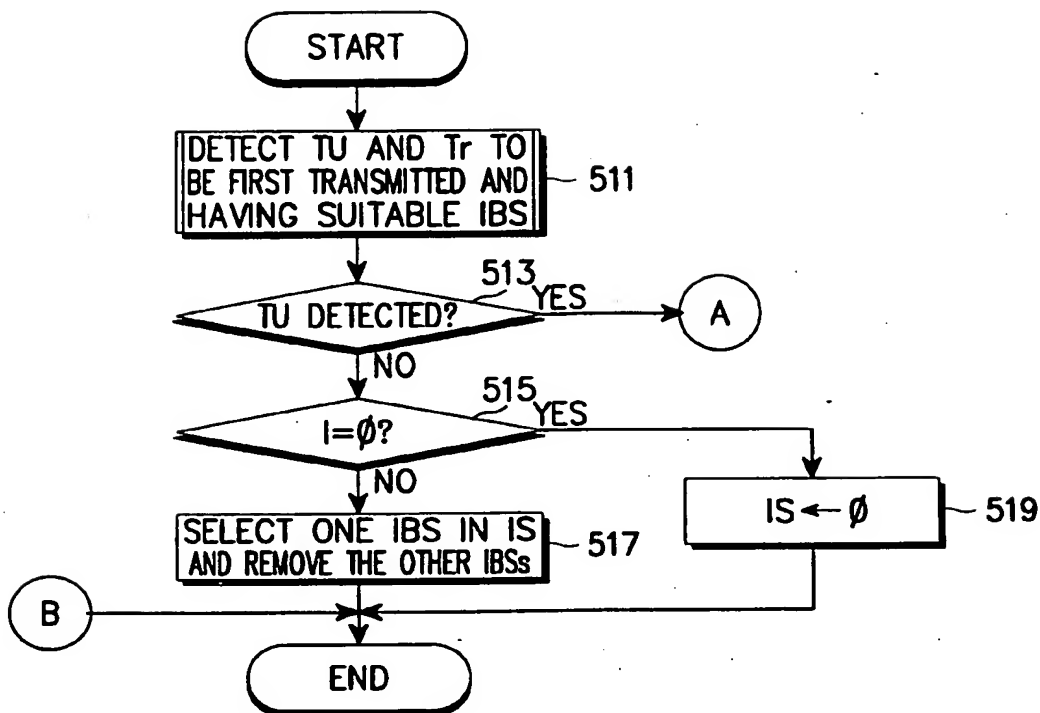 START
DETECT TU AND Tr TO
BE FIRST TRANSMITTED AND
HAVING SUITABLE IBS
511
513
YES
TU DETECTED?
A
NO
515
YES
I=Ø?
NO
IS ← Ø
519
SELECT ONE IBS IN IS
AND REMOVE THE OTHER IBSs
517
B
END